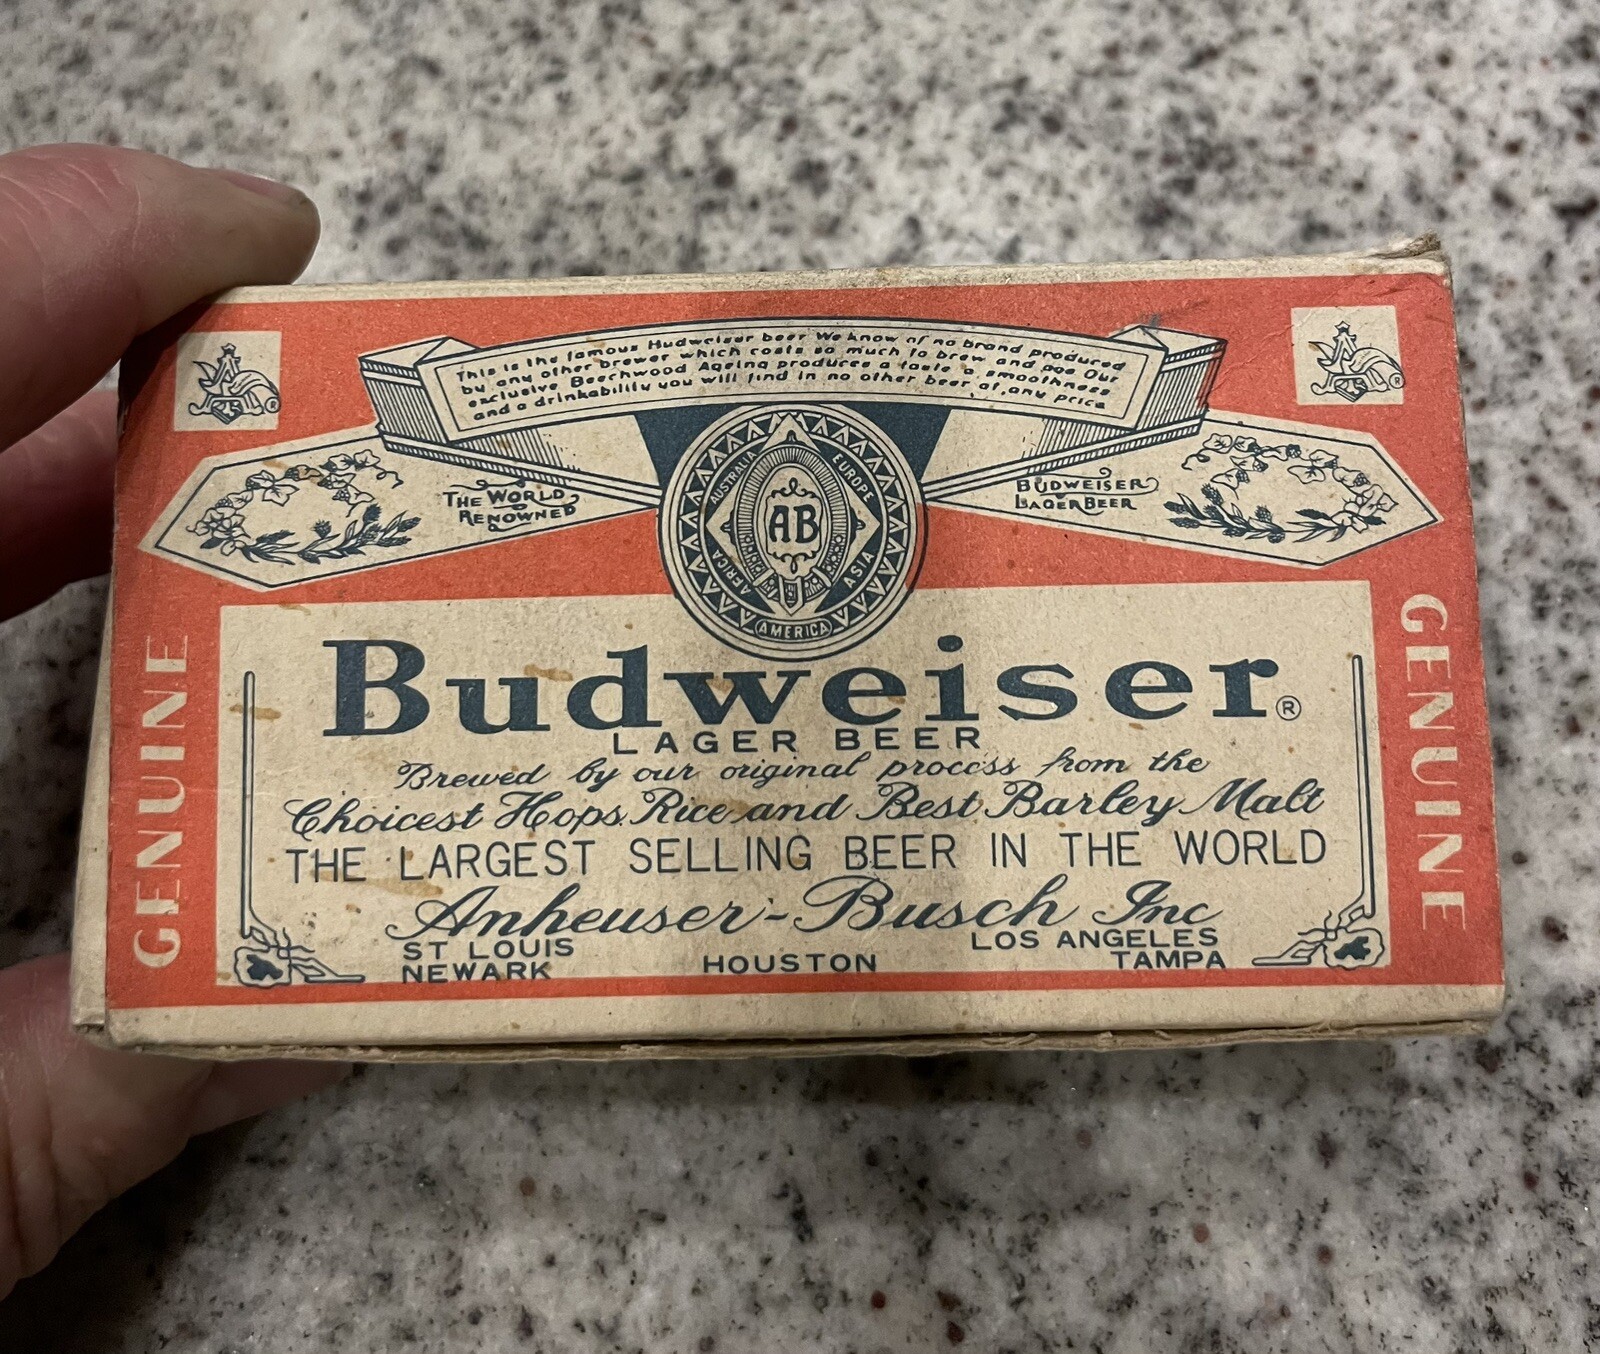 This is the famous Hudweiser beer We know of no brand produced
by any other brewer which costs so much to brew and age Our
exclusive Beechwood Ageing produces a taste a smoothness
and a drinkability you will find in no other beer at any price
THE WORLD
RENOWNED
BUDWEISER
LAGER BEER
AUSTRALIA
EUROPE
AB
AFRICA
ASIA
AMERICA
GENUINE
GENUINE
Budweiser®
LAGER BEER
Brewed by our original process from the
Choicest Hops, Rice and Best Barley Malt
THE LARGEST SELLING BEER IN THE WORLD
Anheuser-Busch Inc
ST LOUIS
LOS ANGELES
NEWARK
HOUSTON
TAMPA